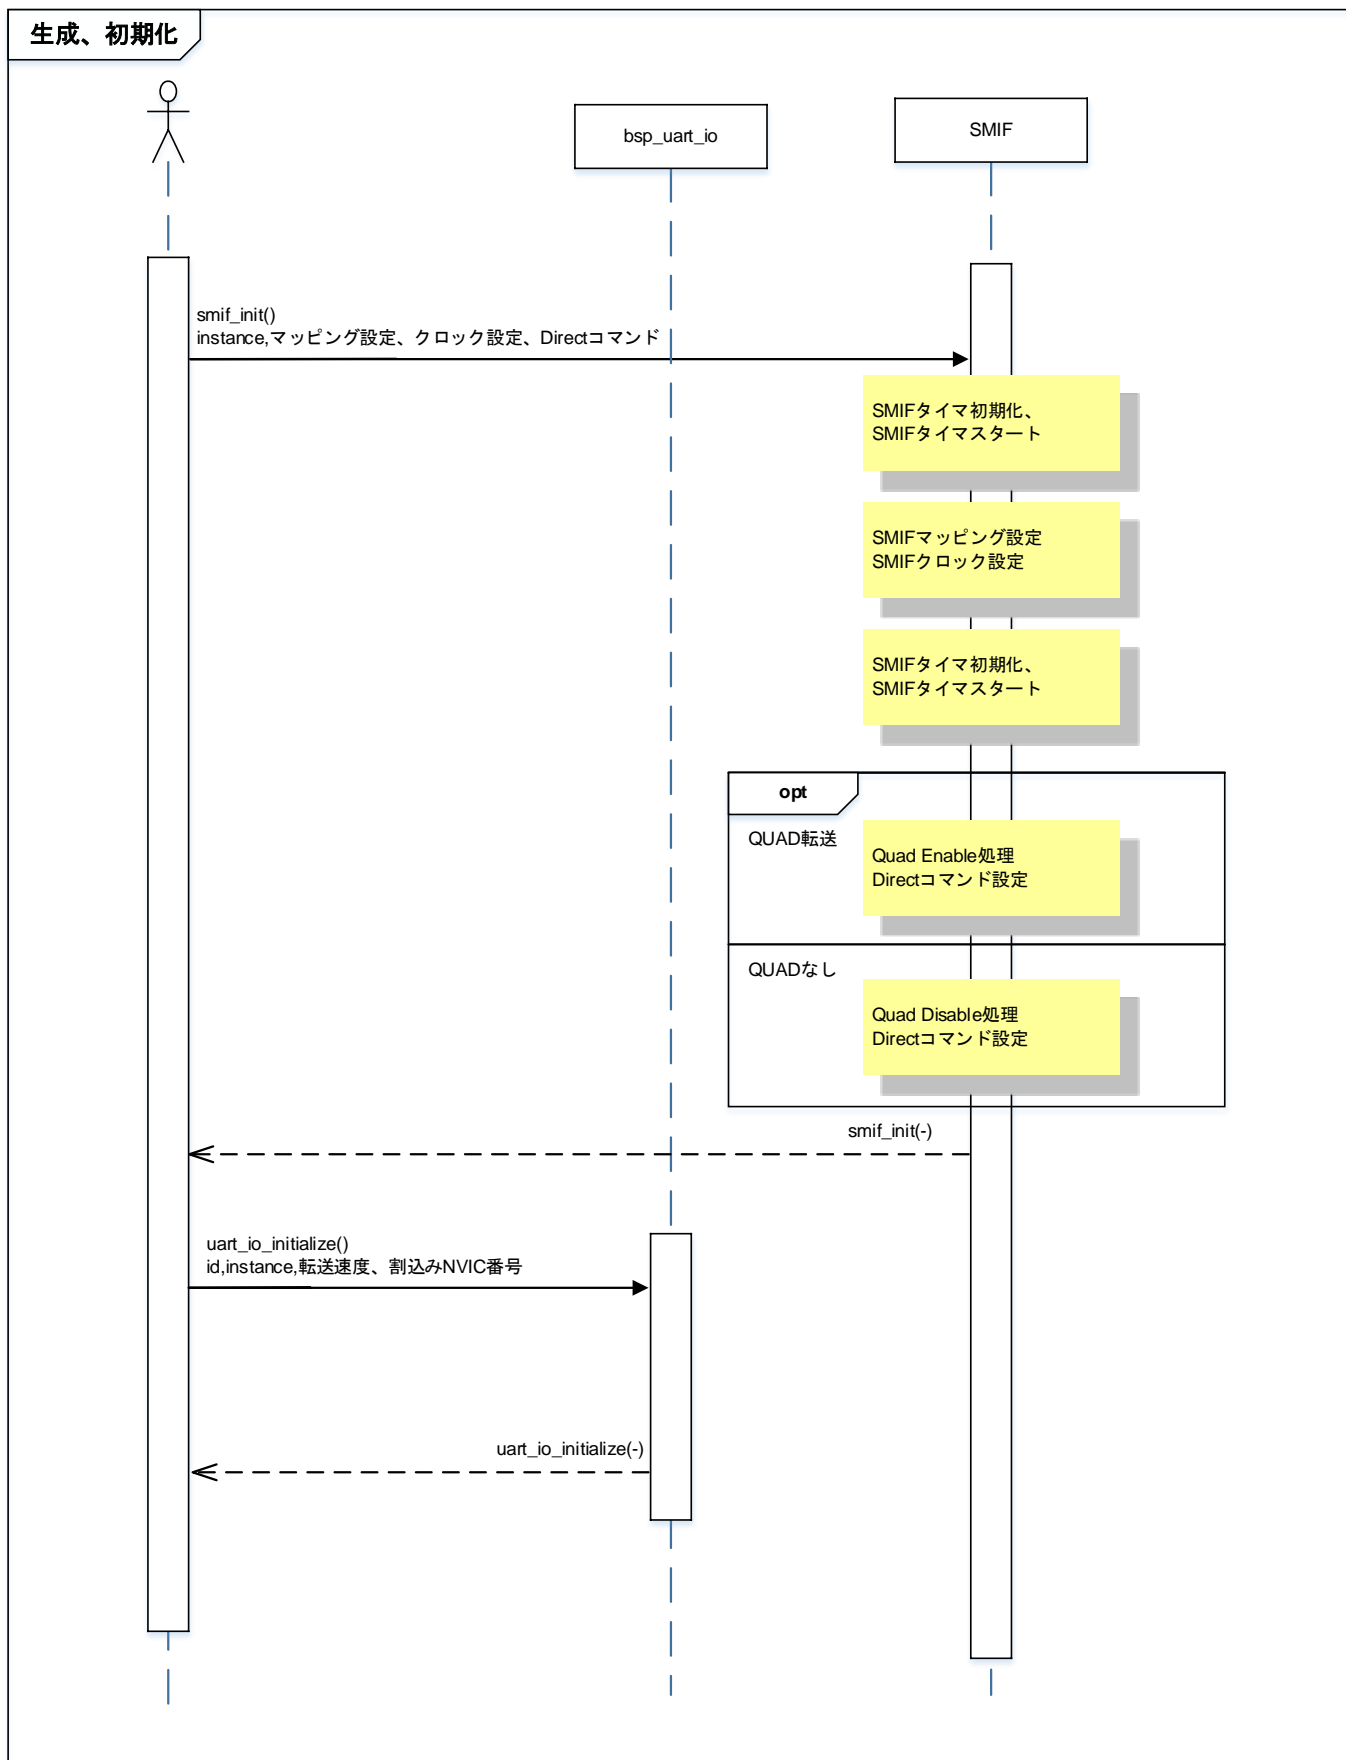 生成、初期化
bsp_uart_io
SMIF
smif_init()
instance,マッピング設定、クロック設定、Directコマンド
SMIFタイマ初期化、
SMIFタイマスタート
SMIFマッピング設定
SMIFクロック設定
SMIFタイマ初期化、
SMIFタイマスタート
opt
QUAD転送
Quad Enable処理
Directコマンド設定
QUADなし
Quad Disable処理
Directコマンド設定
smif_init(-)
uart_io_initialize()
id,instance,転送速度、割込みNVIC番号
uart_io_initialize(-)